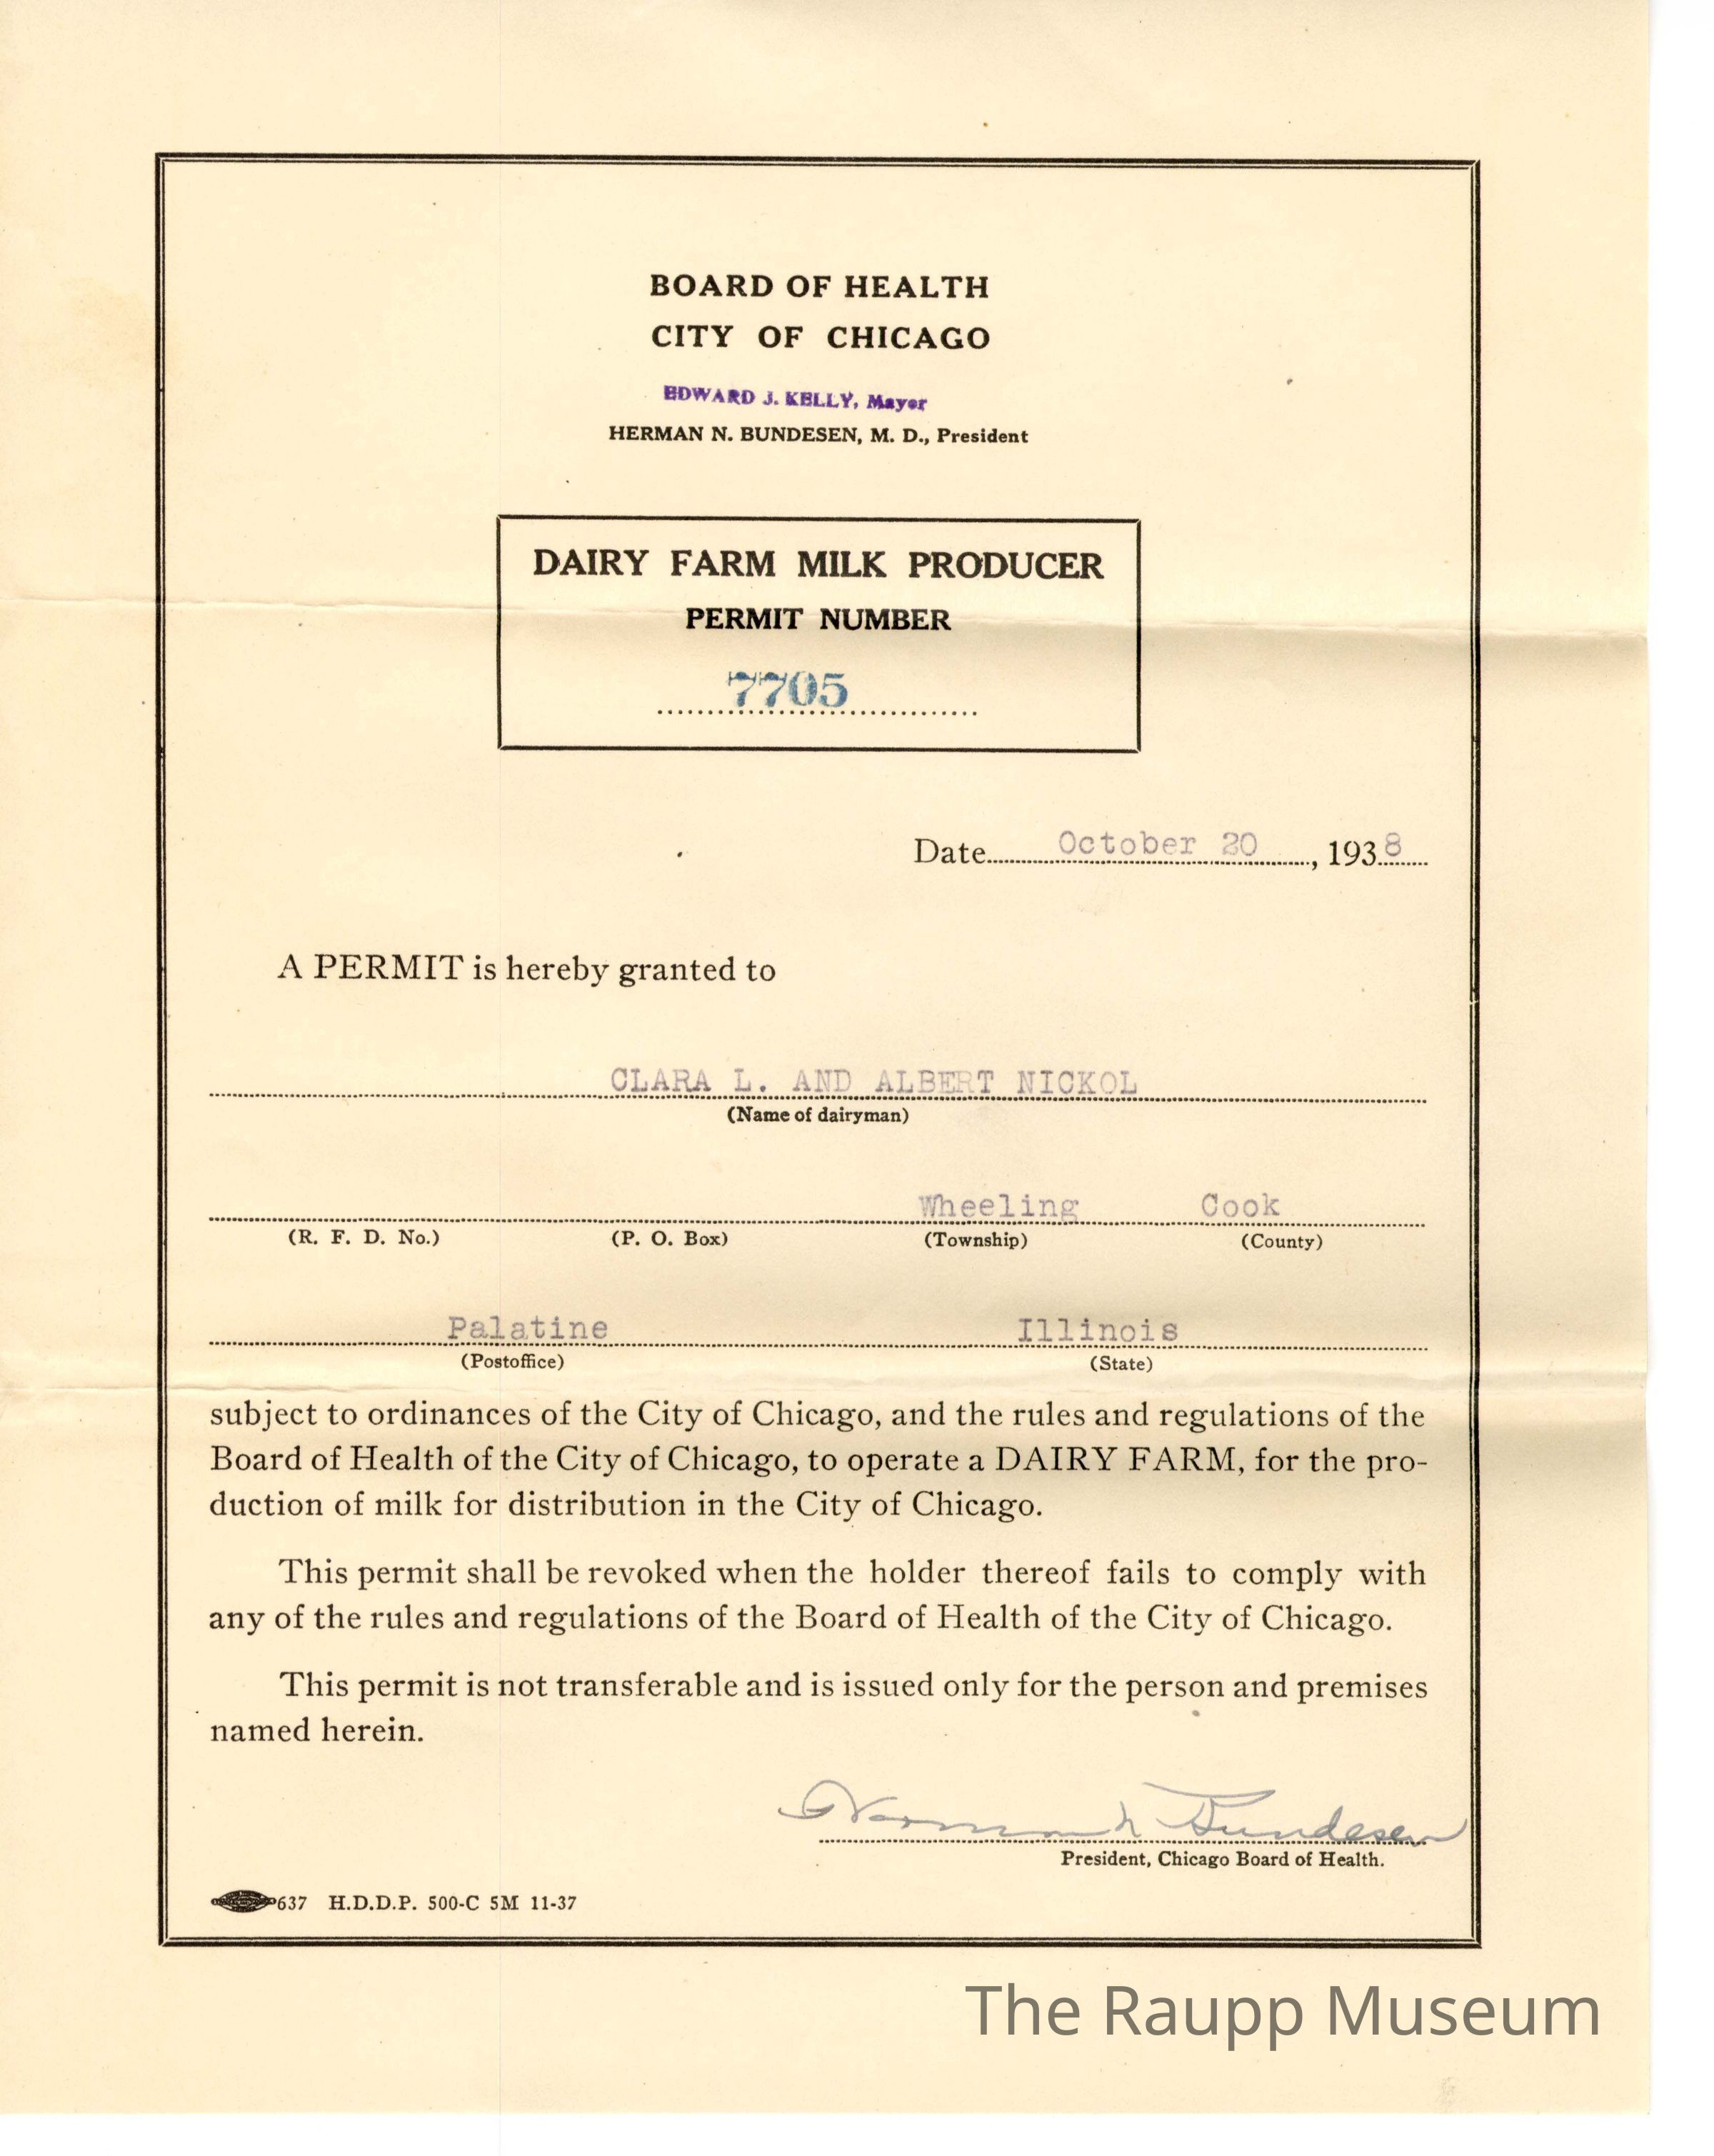 BOARD OF HEALTH
CITY OF CHICAGO
EDWARD J. KELLY, Mayor
HERMAN N. BUNDESEN, M. D., President
DAIRY FARM MILK PRODUCER
PERMIT NUMBER
7705
Date October 20, 1938
A PERMIT is hereby granted to
CLARA L. AND ALBERT NICKOL
(Name of dairyman)
Wheeling Cook
(R. F. D. No.) (P. O. Box) (Township) (County)
Palatine Illinois
(Postoffice) (State)
subject to ordinances of the City of Chicago, and the rules and regulations of the
Board of Health of the City of Chicago, to operate a DAIRY FARM, for the pro-
duction of milk for distribution in the City of Chicago.
This permit shall be revoked when the holder thereof fails to comply with
any of the rules and regulations of the Board of Health of the City of Chicago.
This permit is not transferable and is issued only for the person and premises
named herein.
Herman N Bundesen
President, Chicago Board of Health.
637 H.D.D.P. 500-C 5M 11-37
The Raupp Museum